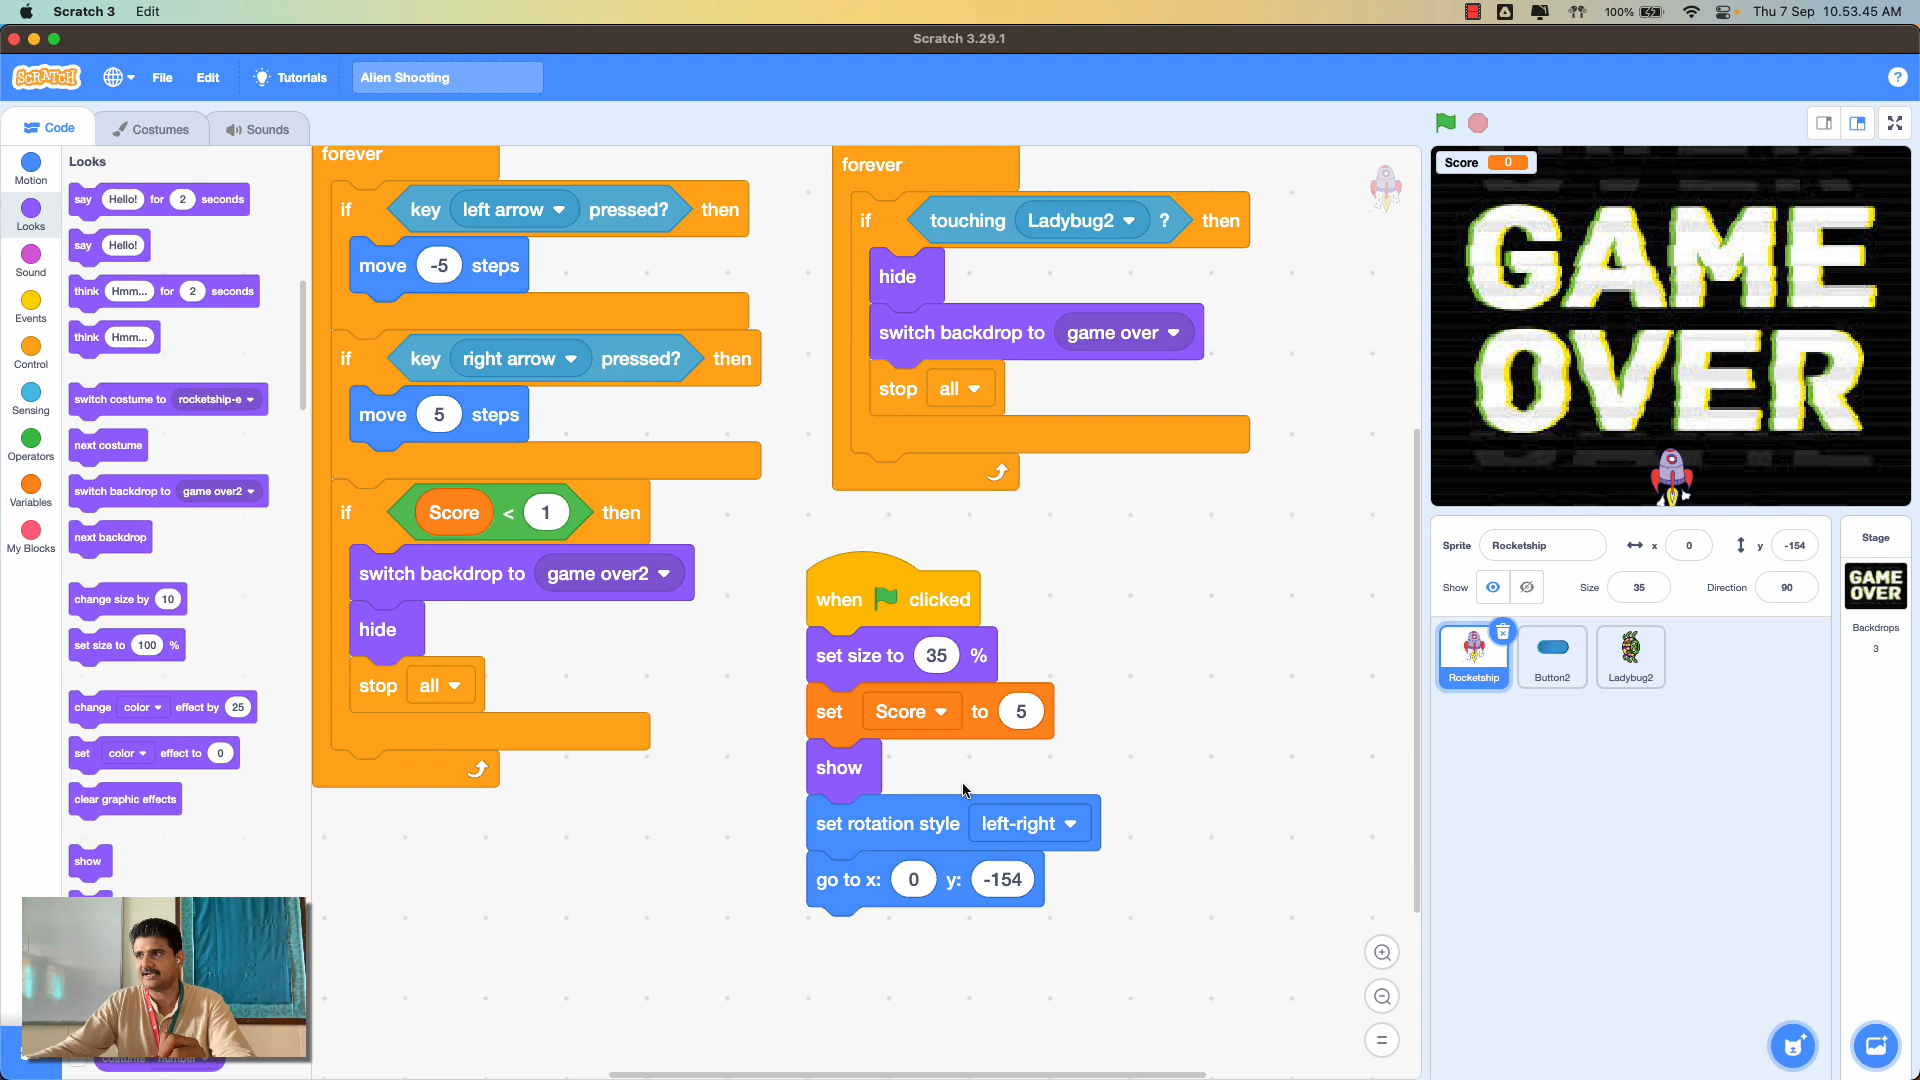 Scratch 3 Edit
100% Thu 7 Sep 10.53.45 AM
Scratch 3.29.1
SCRATCH File Edit Tutorials Alien Shooting ?
Code Costumes Sounds
Motion
Looks
Sound
Events
Control
Sensing
Operators
Variables
My Blocks
Looks
say Hello! for 2 seconds
say Hello!
think Hmm... for 2 seconds
think Hmm...
switch costume to rocketship-e
next costume
switch backdrop to game over2
next backdrop
change size by 10
set size to 100 %
change color effect by 25
set color effect to 0
clear graphic effects
show
costume number
forever
if key left arrow pressed? then
move -5 steps
if key right arrow pressed? then
move 5 steps
if Score < 1 then
switch backdrop to game over2
hide
stop all
forever
if touching Ladybug2 ? then
hide
switch backdrop to game over
stop all
when clicked
set size to 35 %
set Score to 5
show
set rotation style left-right
go to x: 0 y: -154
Score 0
GAME
OVER
Sprite Rocketship x 0 y -154
Show Size 35 Direction 90
Rocketship Button2 Ladybug2
Stage
GAME
OVER
Backdrops
3